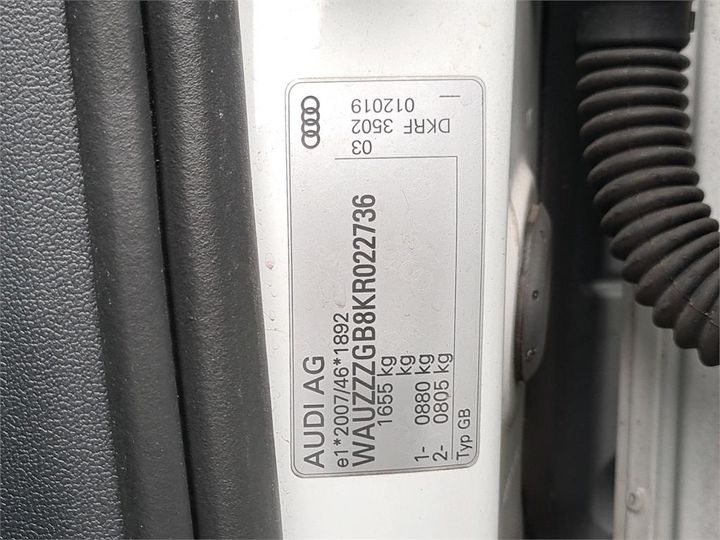 AUDI AG
e1*2007/46*1892
WAUZZZGB8KR022736
1655 kg
kg
1- 0880 kg
2- 0805 kg
Typ GB
03
DKRF 3502
012019